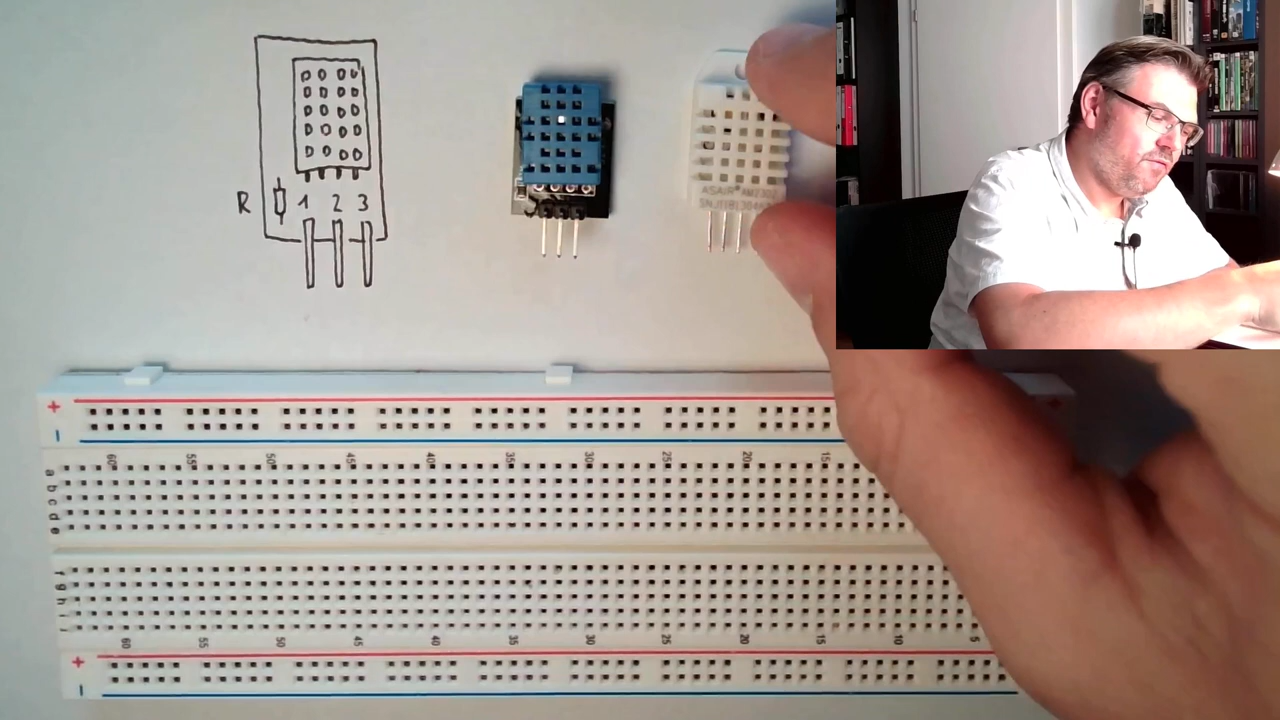 R 1 2 3
S
ASAIR® AM2302
+
−
60 55 50 45 40 35 30 25 20 15
a
b
c
d
e
f
g
h
i
60 55 50 45 40 35 30 25 20 15 10 5
+
−